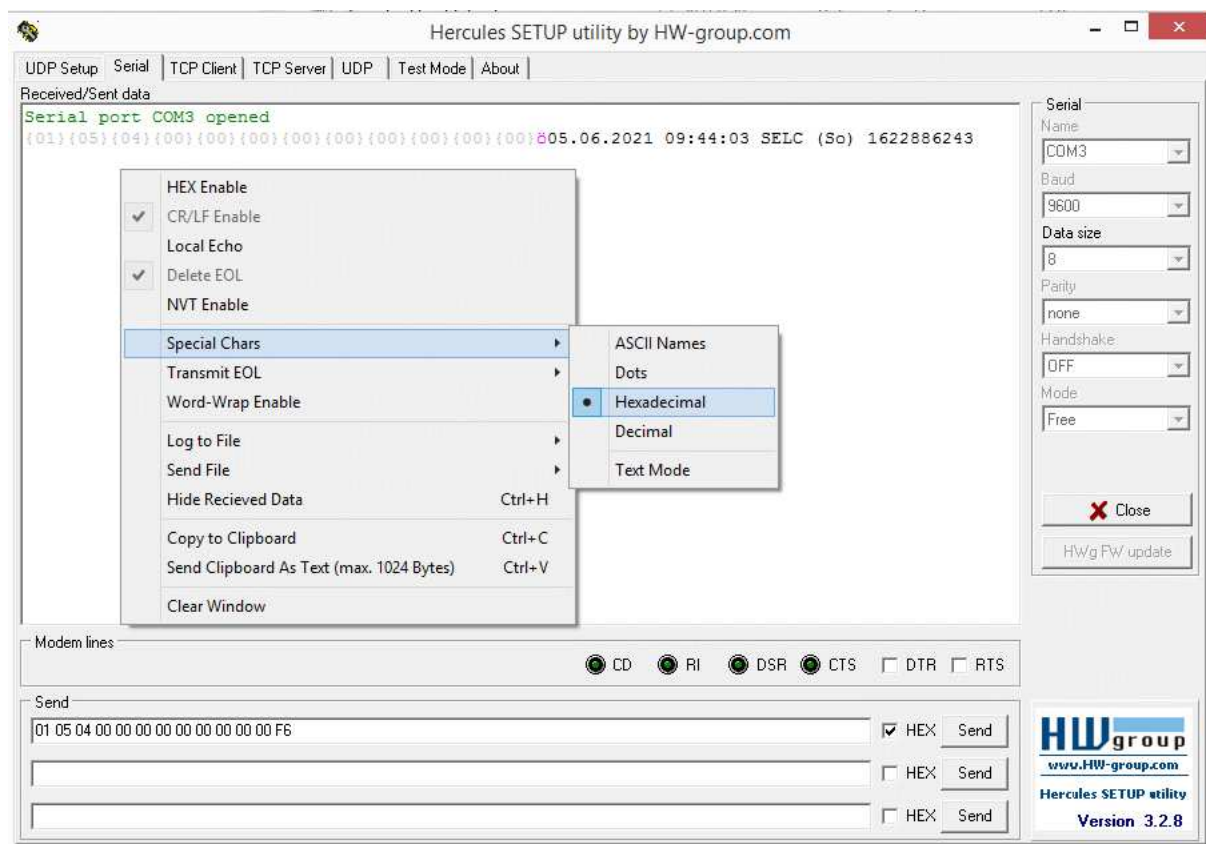 Hercules SETUP utility by HW-group.com
UDP Setup Serial TCP Client TCP Server UDP Test Mode About
Received/Sent data
Serial port COM3 opened
{01}{05}{04}{00}{00}{00}{00}{00}{00}{00}{00}{00}ö05.06.2021 09:44:03 SELC (So) 1622886243
HEX Enable
CR/LF Enable
Local Echo
Delete EOL
NVT Enable
Special Chars
Transmit EOL
Word-Wrap Enable
Log to File
Send File
Hide Recieved Data Ctrl+H
Copy to Clipboard Ctrl+C
Send Clipboard As Text (max. 1024 Bytes) Ctrl+V
Clear Window
ASCII Names
Dots
Hexadecimal
Decimal
Text Mode
Serial
Name
COM3
Baud
9600
Data size
8
Parity
none
Handshake
OFF
Mode
Free
Close
HWg FW update
Modem lines
CD RI DSR CTS DTR RTS
Send
01 05 04 00 00 00 00 00 00 00 00 00 F6 HEX Send
HEX Send
HEX Send
HW group
www.HW-group.com
Hercules SETUP utility
Version 3.2.8